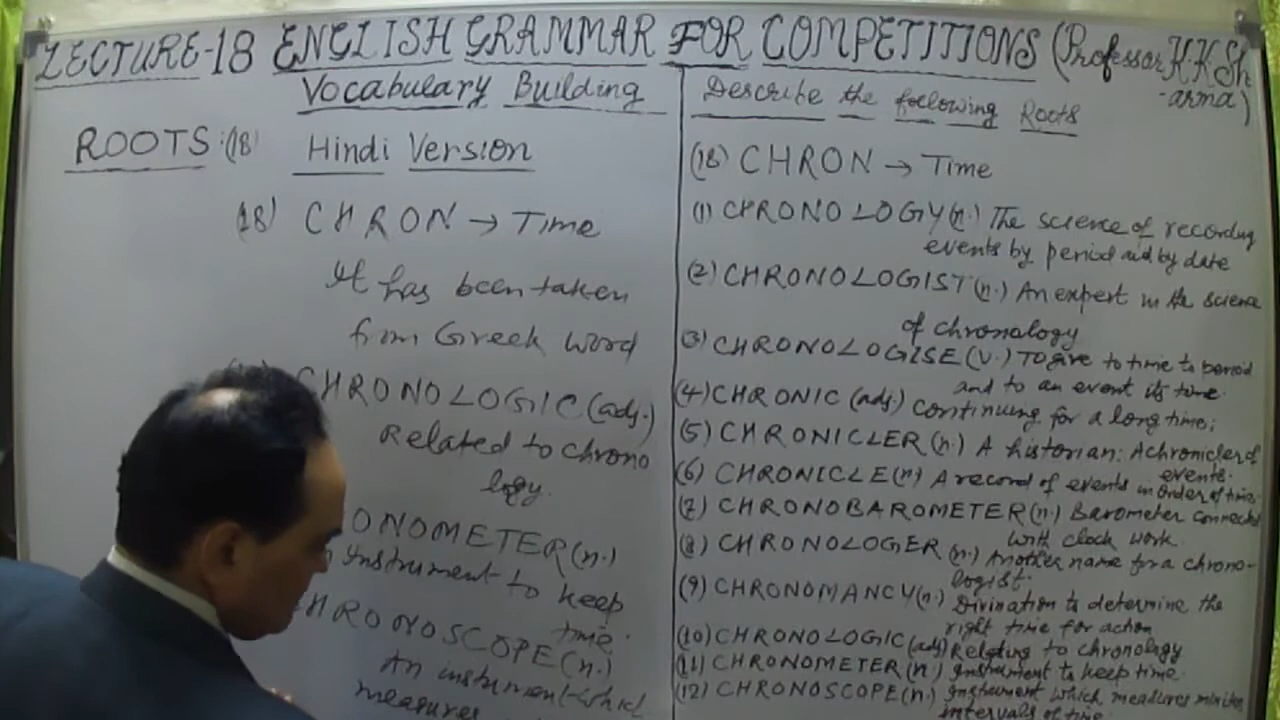 LECTURE-18 ENGLISH GRAMMAR FOR COMPETITIONS (Professor K.K Sh
-arma)
Vocabulary Building
ROOTS:(18) Hindi Version
(18) CHRON → Time
It has been taken
from Greek word
CHRONOLOGIC (adj.)
Related to chrono
logy.
ONOMETER (n.)
Instrument to keep
time.
HRONOSCOPE (n.)
An instrument which
measures
Describe the following Roots
(18) CHRON → Time
(1) CHRONOLOGY (n.) The science of recording
events by period and by date
(2) CHRONOLOGIST (n.) An expert in the science
of chronalogy
(3) CHRONOLOGISE (V.) To give to time to period
and to an event its time.
(4) CHRONIC (adj.) continuing for a long time;
(5) CHRONICLER (n.) A historian: A chronicler of
events.
(6) CHRONICLE (n) A record of events in order of time.
(7) CHRONOBAROMETER (n.) Barometer connected
with clock work.
(8) CHRONOLOGER (n.) Another name for a chrono-
logist.
(9) CHRONOMANCY (n.) Divination to determine the
right time for action
(10) CHRONOLOGIC (adj) Relating to chronology
(11) CHRONOMETER (n.) Instrument to keep time.
(12) CHRONOSCOPE (n.) Instrument which measures
intervals of time